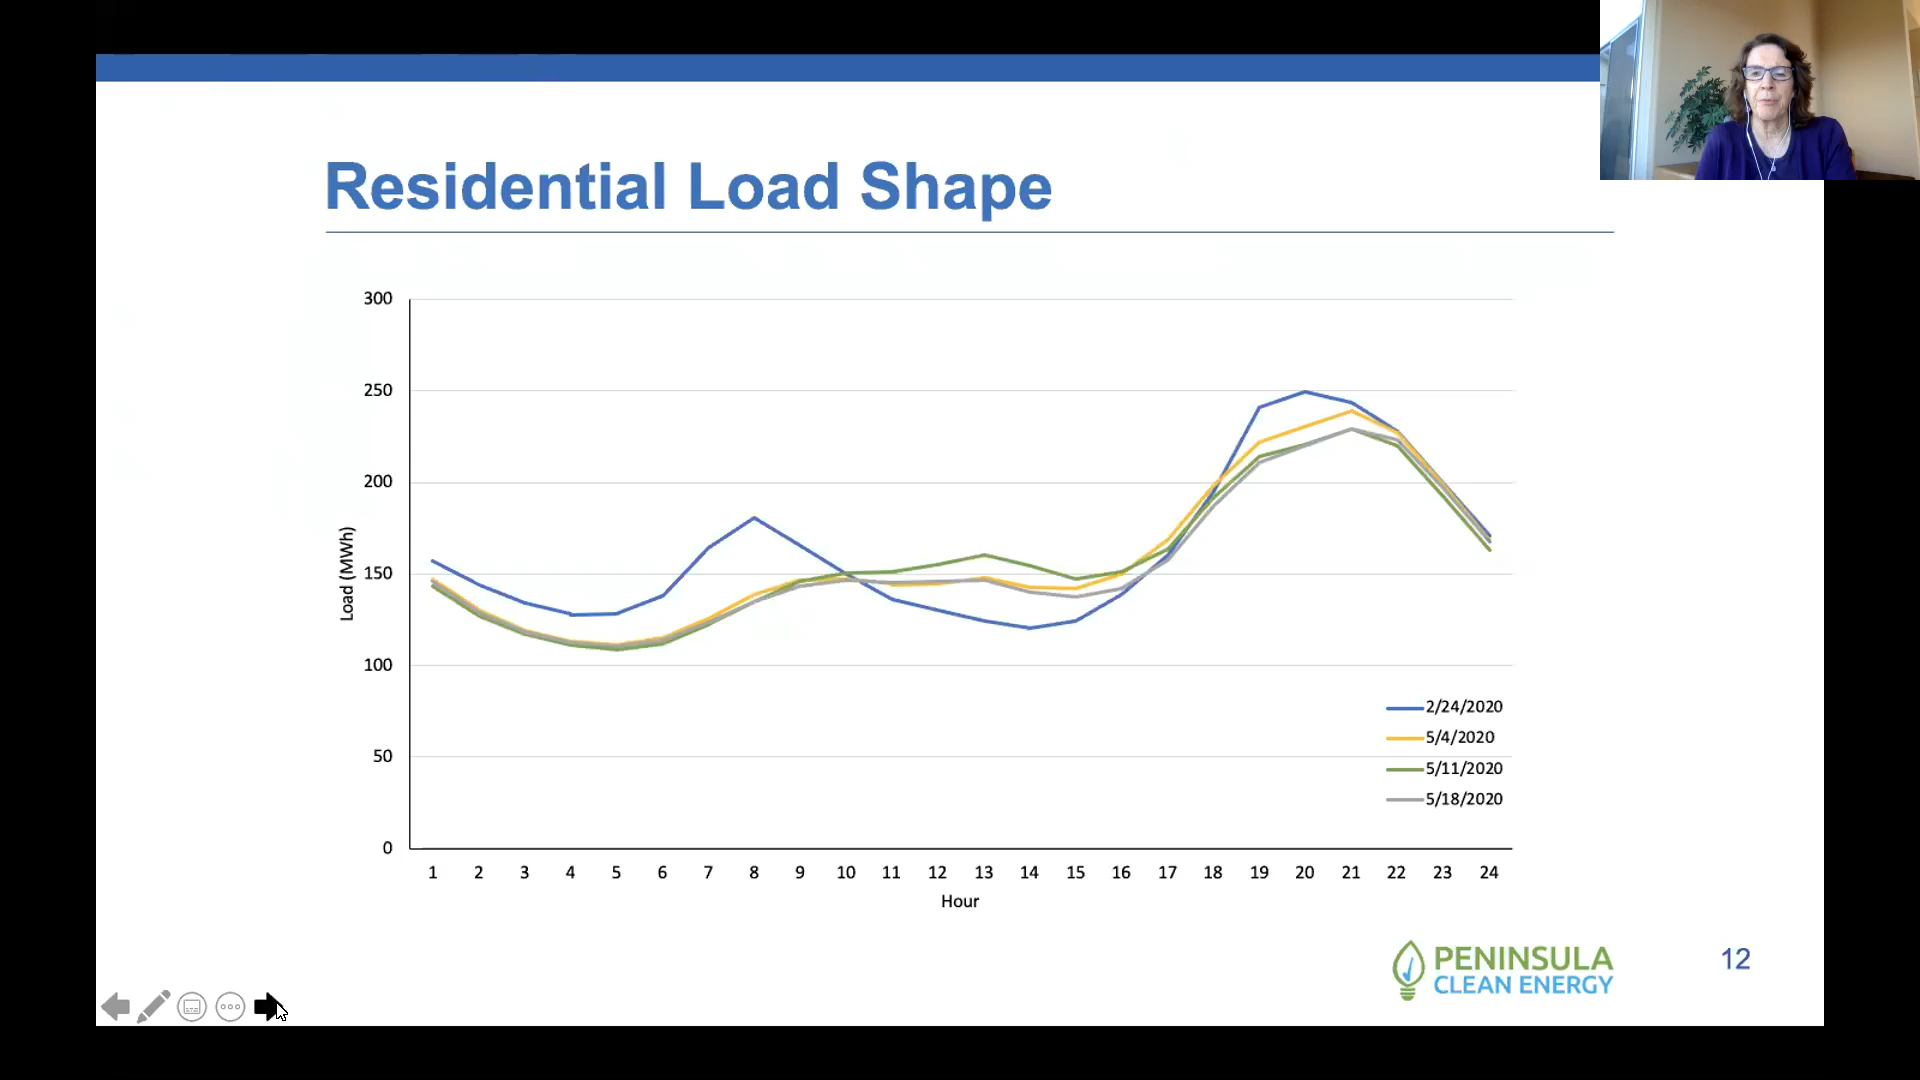 Residential Load Shape
300
250
200
150
100
50
0
Load (MWh)
1 2 3 4 5 6 7 8 9 10 11 12 13 14 15 16 17 18 19 20 21 22 23 24
Hour
2/24/2020
5/4/2020
5/11/2020
5/18/2020
PENINSULA
CLEAN ENERGY
12